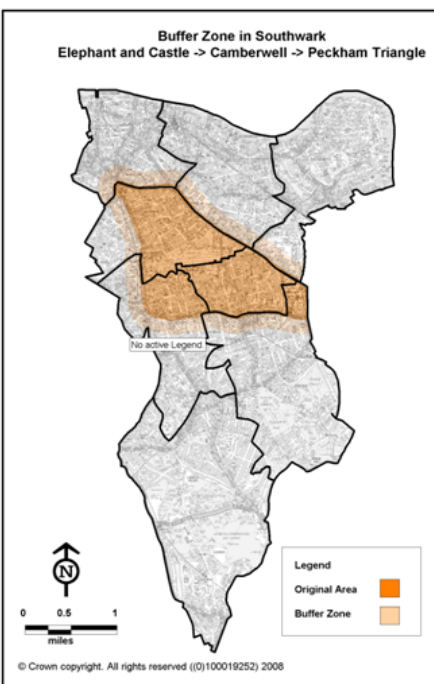 Buffer Zone in Southwark
Elephant and Castle -> Camberwell -> Peckham Triangle
No active Legend
N
Legend
Original Area
Buffer Zone
0 0.5 1
miles
© Crown copyright. All rights reserved ((0)100019252) 2008